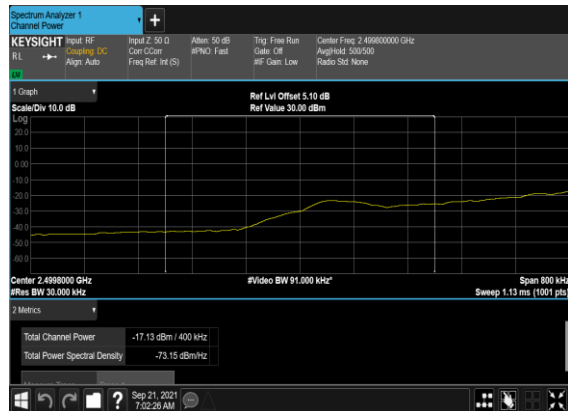 Spectrum Analyzer 1
Channel Power
KEYSIGHT Input: RF
RL Coupling: DC
Align: Auto
Input Z: 50 Ω
Corr CCorr
Freq Ref: Int (S)
Atten: 50 dB
#PNO: Fast
Trig: Free Run
Gate: Off
#IF Gain: Low
Center Freq: 2.499800000 GHz
Avg|Hold: 500/500
Radio Std: None
1 Graph
Scale/Div 10.0 dB
Ref Lvl Offset 5.10 dB
Ref Value 30.00 dBm
Log
20.0
10.0
0.00
-10.0
-20.0
-30.0
-40.0
-50.0
-60.0
Center 2.4998000 GHz
#Res BW 30.000 kHz
#Video BW 91.000 kHz*
Span 800 kHz
Sweep 1.13 ms (1001 pts)
2 Metrics
Total Channel Power -17.13 dBm / 400 kHz
Total Power Spectral Density -73.15 dBm/Hz
Sep 21, 2021
7:02:26 AM